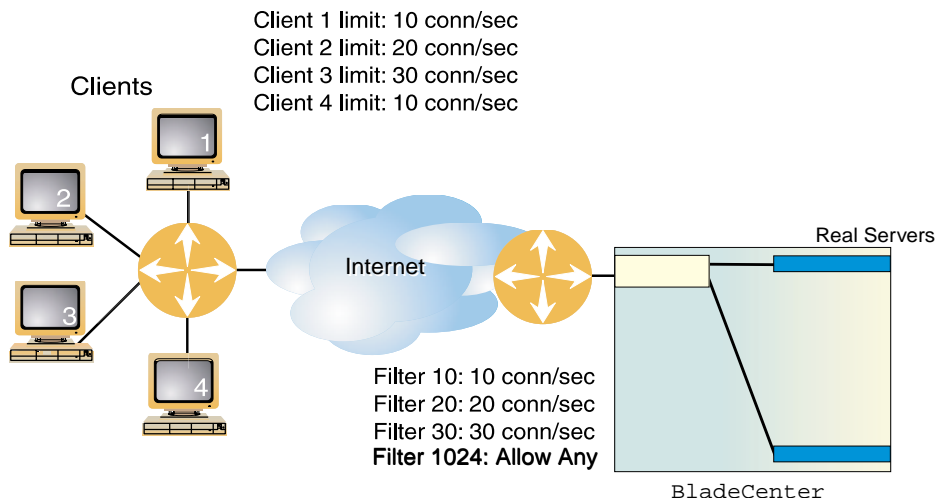 Client 1 limit: 10 conn/sec
Client 2 limit: 20 conn/sec
Client 3 limit: 30 conn/sec
Client 4 limit: 10 conn/sec
Clients
1
2
3
4
Internet
Real Servers
Filter 10: 10 conn/sec
Filter 20: 20 conn/sec
Filter 30: 30 conn/sec
Filter 1024: Allow Any
BladeCenter